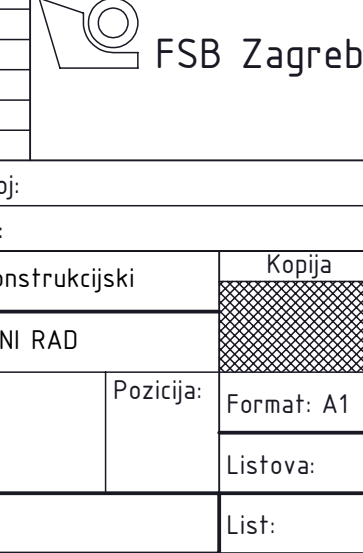 FSB Zagreb
oj:
:
onstrukcijski
Kopija
NI RAD
Pozicija:
Format: A1
Listova:
List: